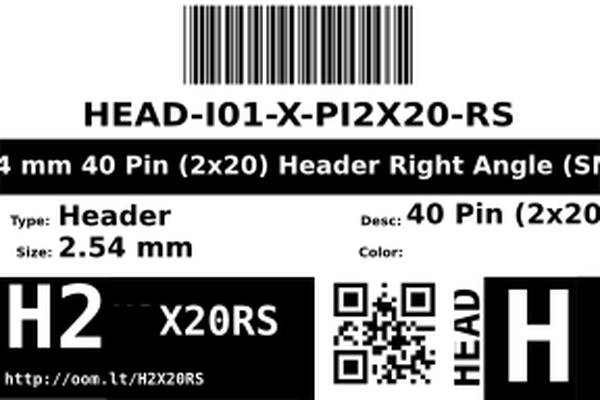 HEAD-I01-X-PI2X20-RS
4 mm 40 Pin (2x20) Header Right Angle (SM
Type: Header
Desc: 40 Pin (2x20
Size: 2.54 mm
Color:
H2 X20RS
http://oom.lt/H2X20RS
HEAD
H